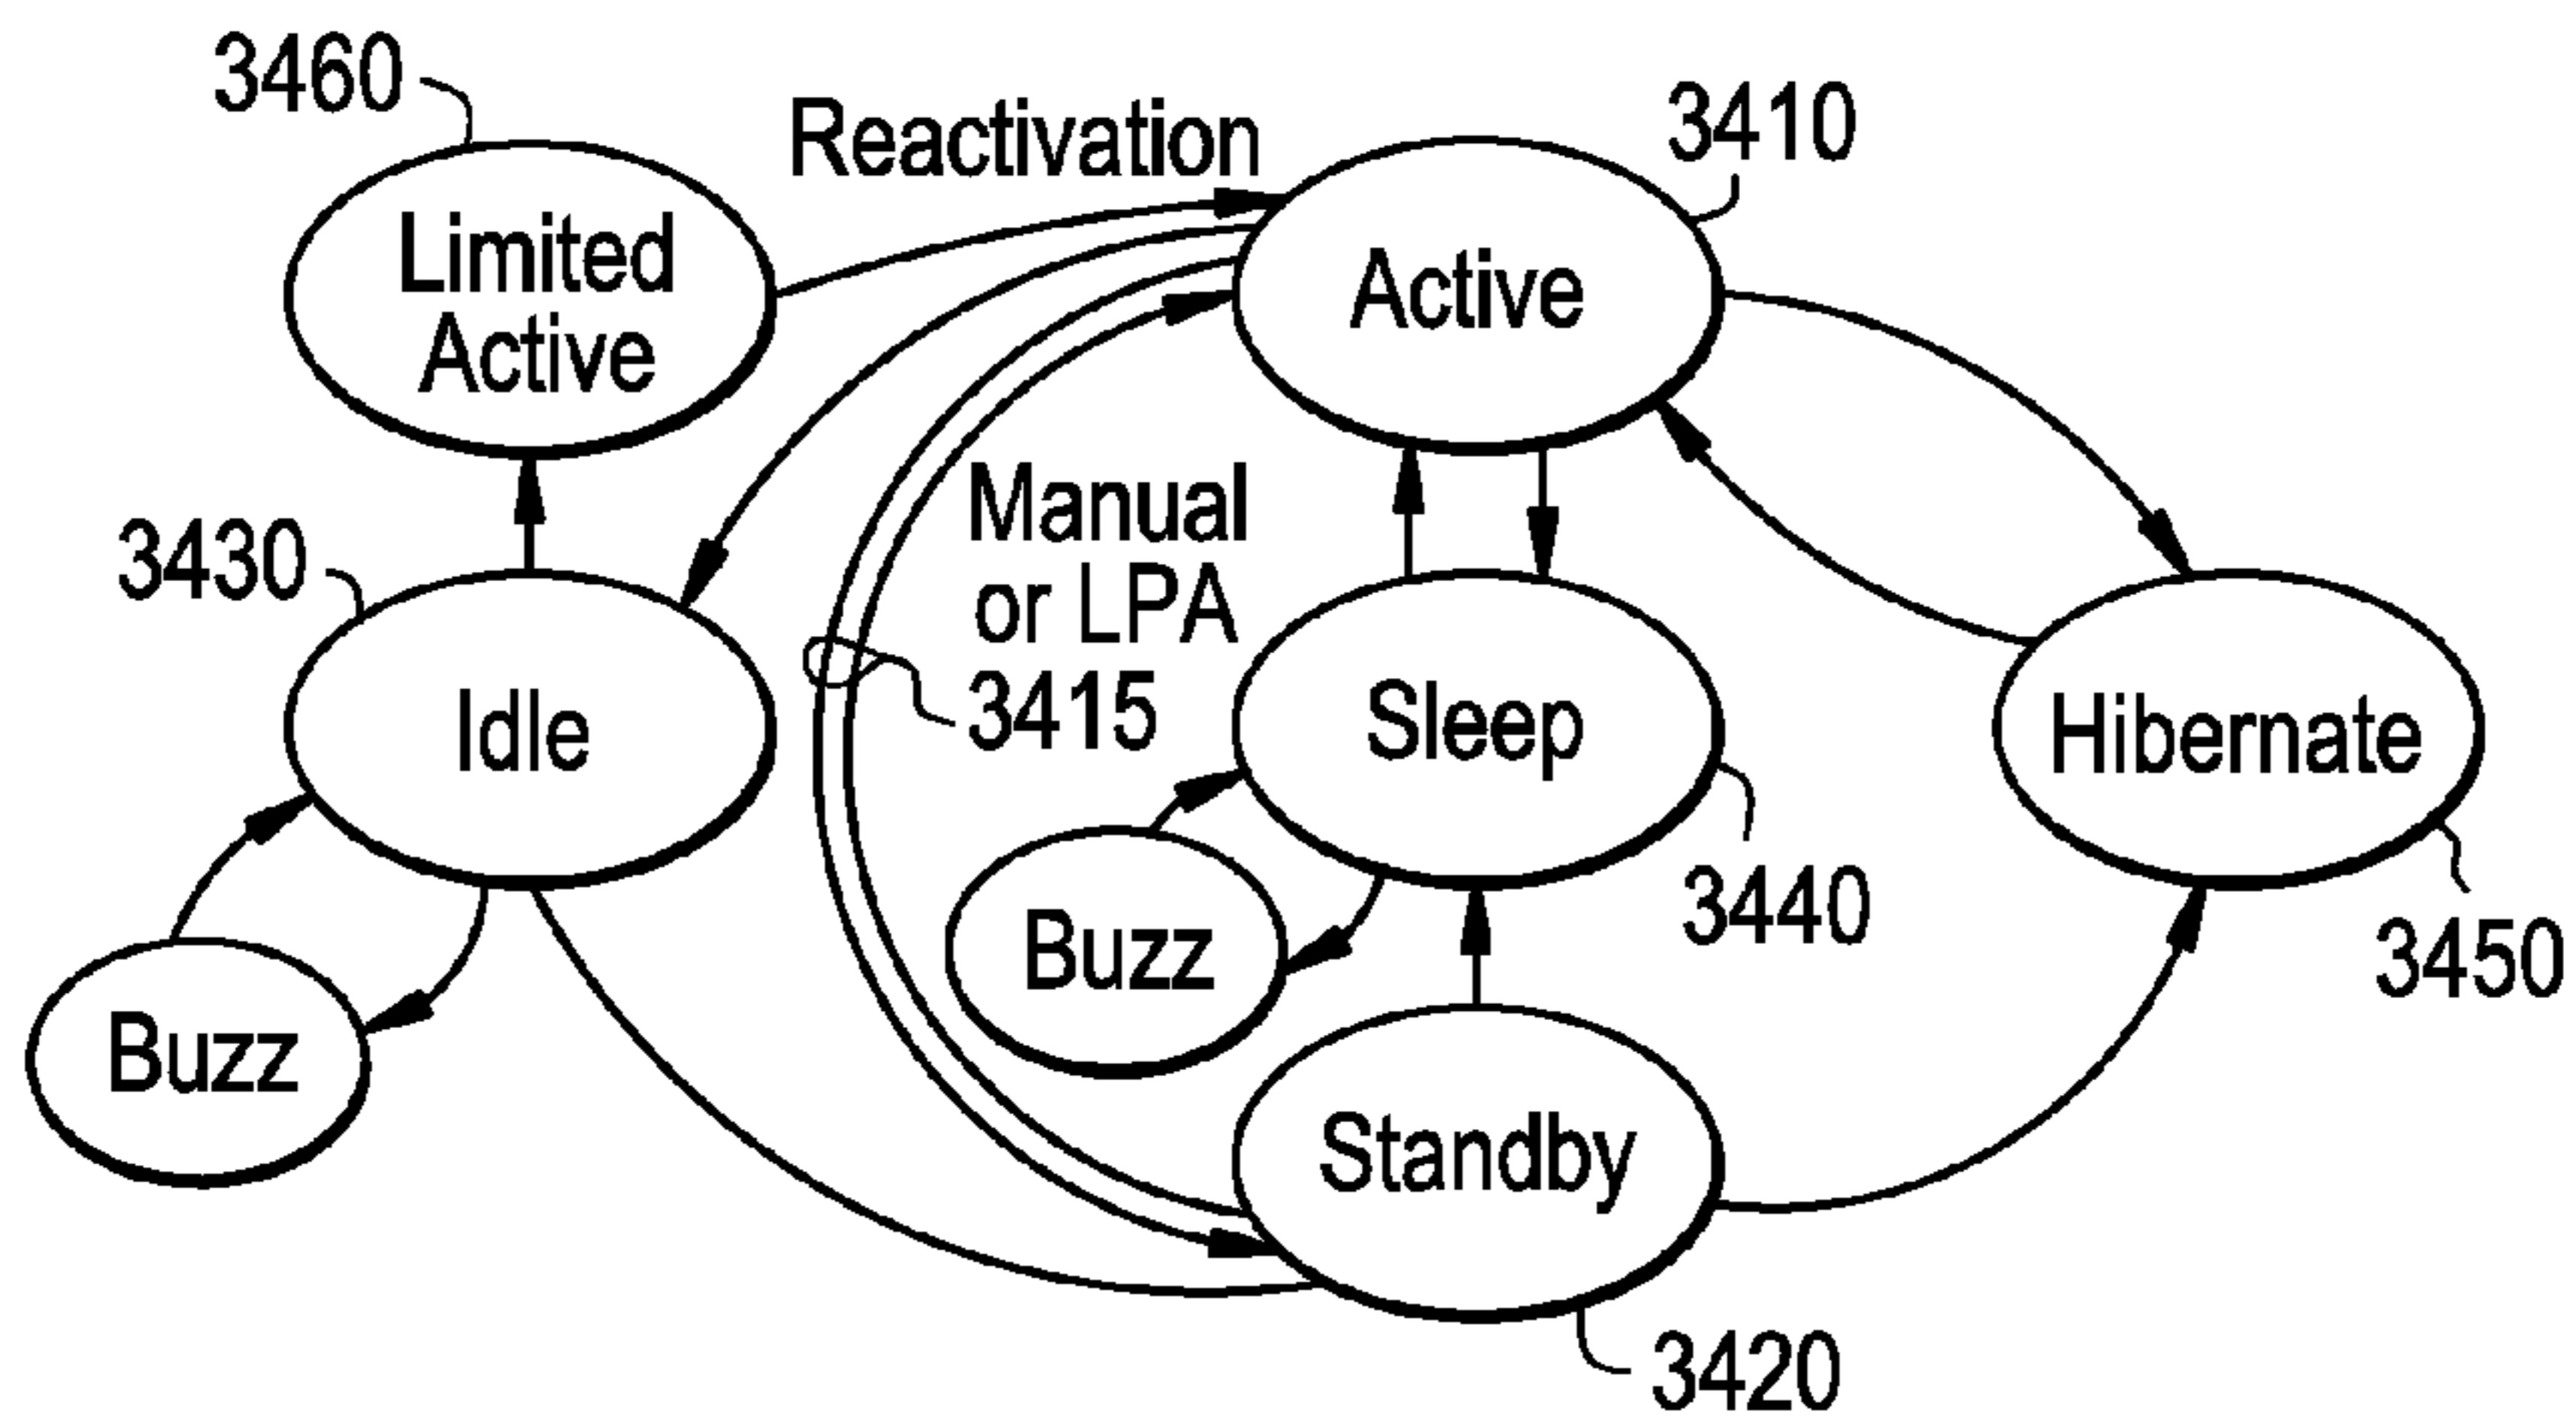 3460
Reactivation
3410
Limited
Active
Active
Manual
or LPA
3415
3430
Idle
Sleep
Hibernate
3440
3450
Buzz
Buzz
Standby
3420